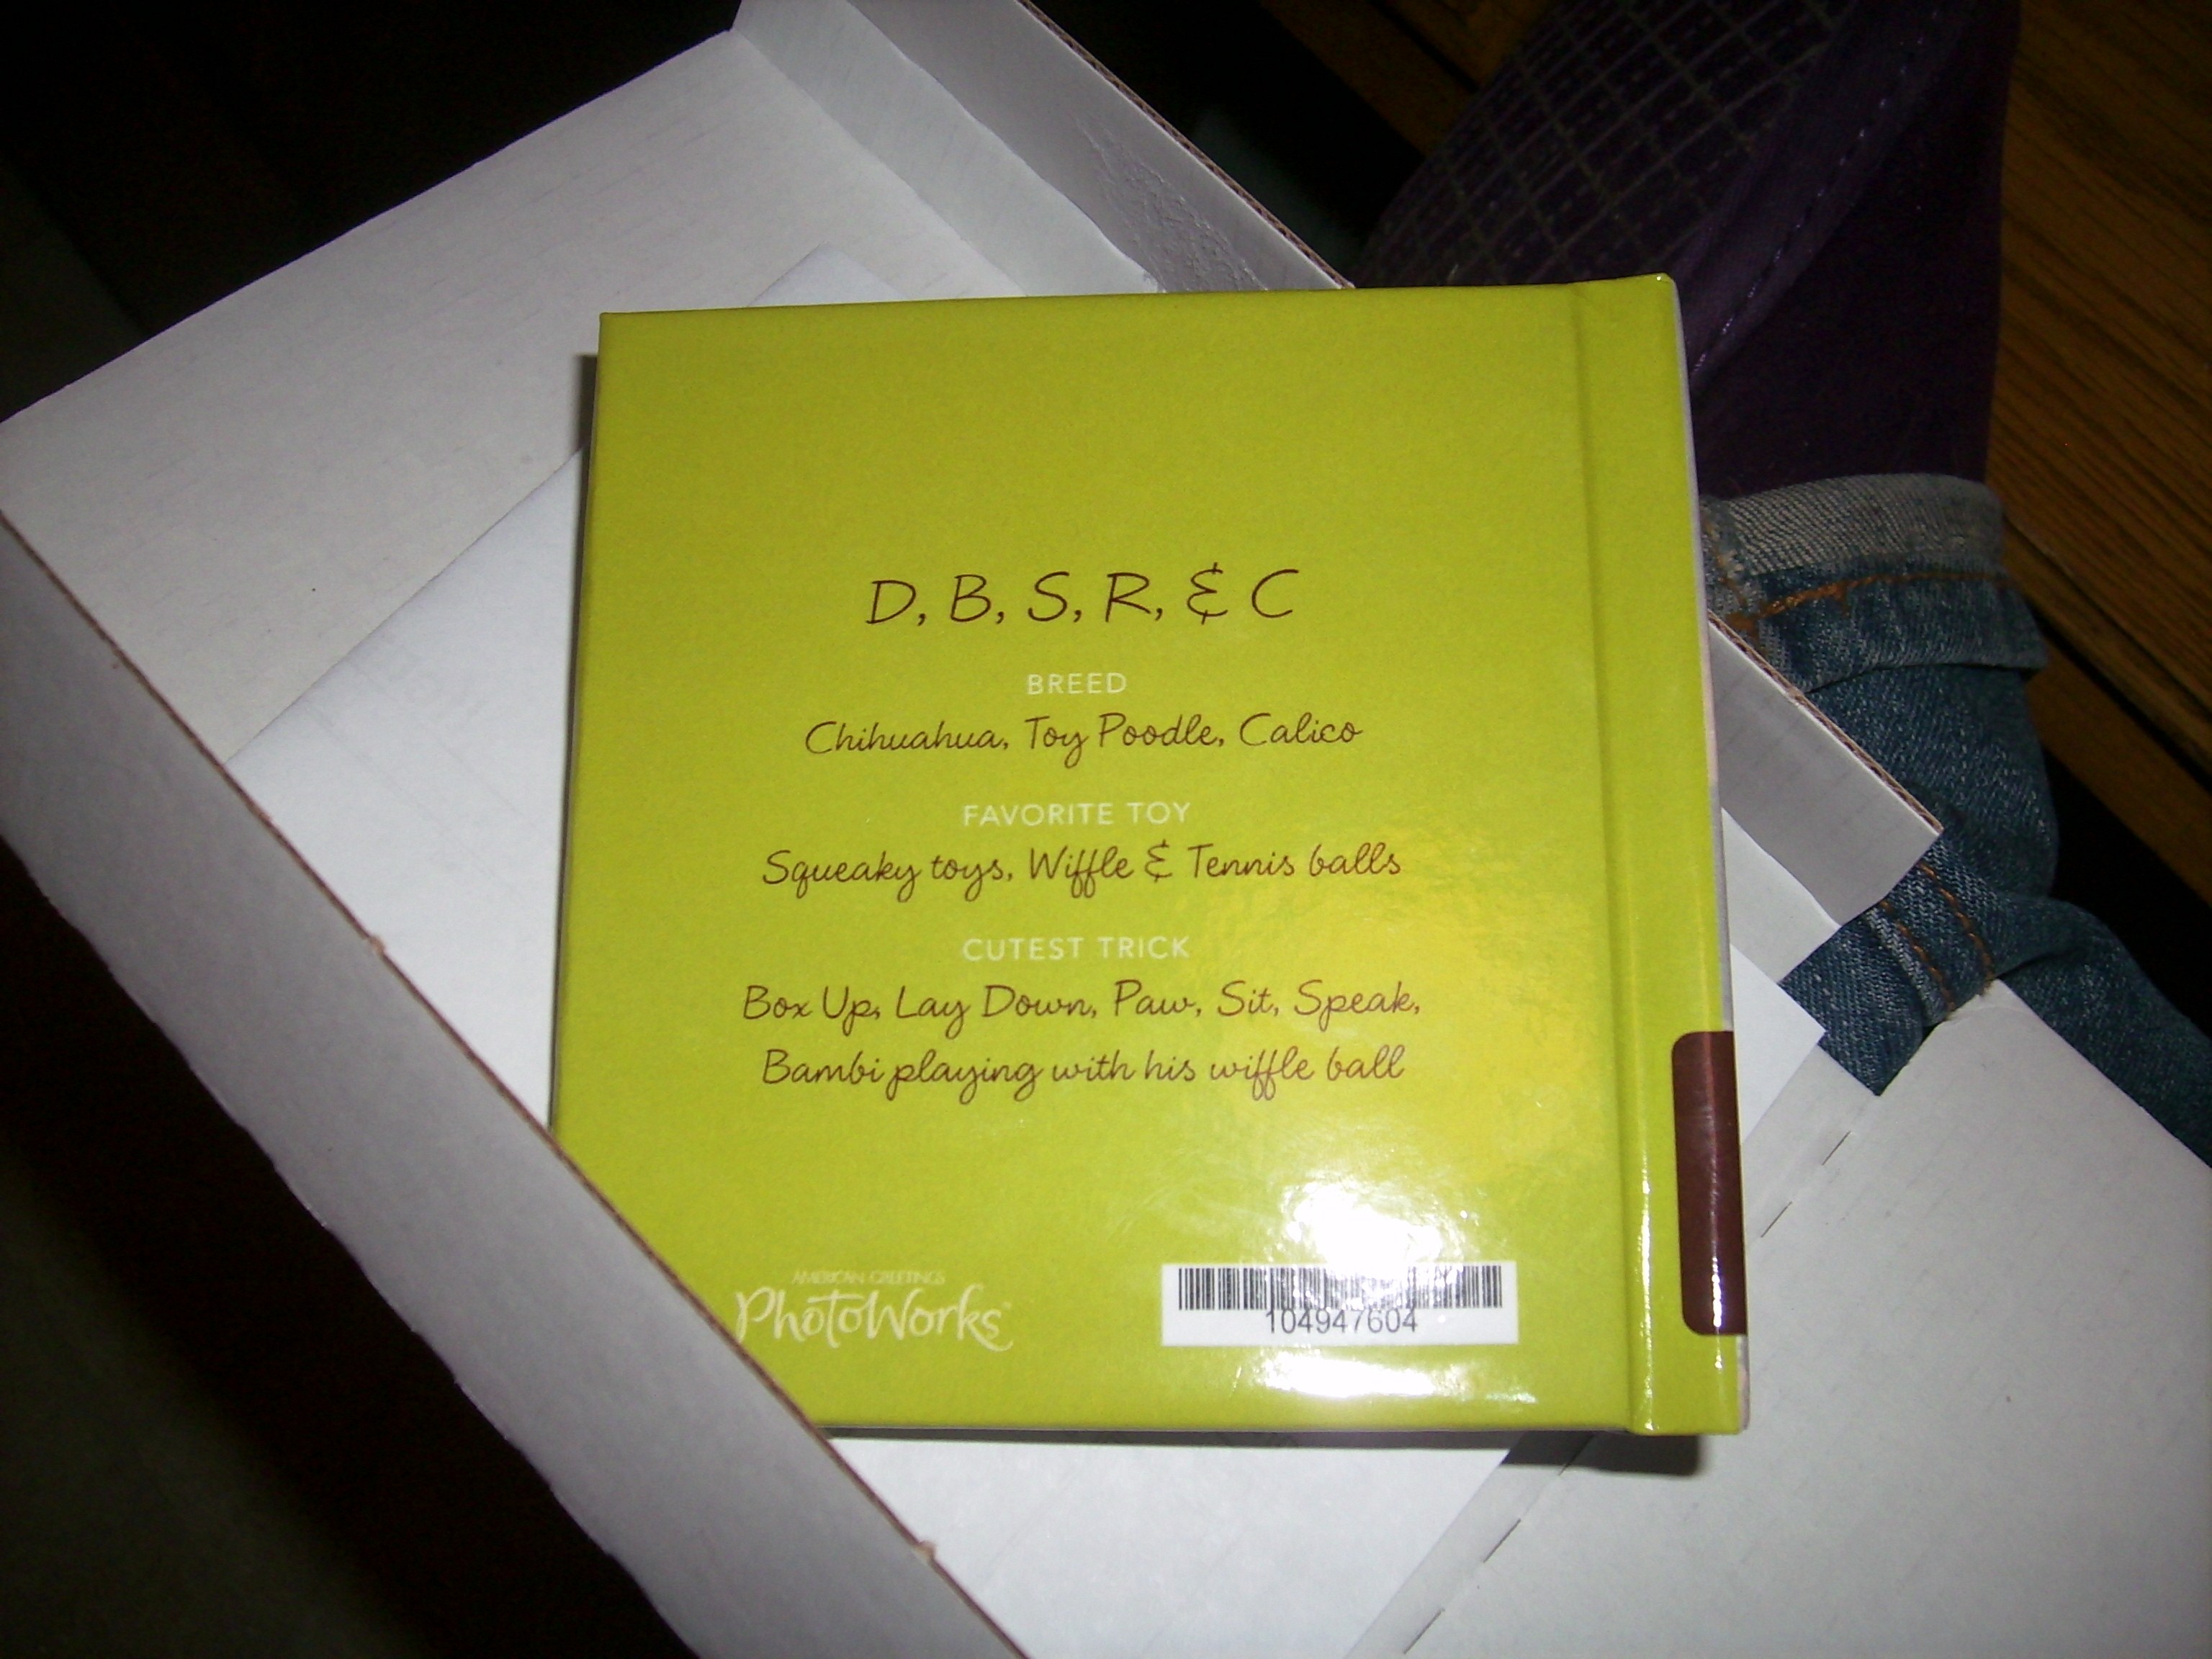 D, B, S, R, & C
BREED
Chihuahua, Toy Poodle, Calico
FAVORITE TOY
Squeaky toys, Wiffle & Tennis balls
CUTEST TRICK
Box Up, Lay Down, Paw, Sit, Speak,
Bambi playing with his wiffle ball
AMERICAN GREETINGS
PhotoWorks
104947604